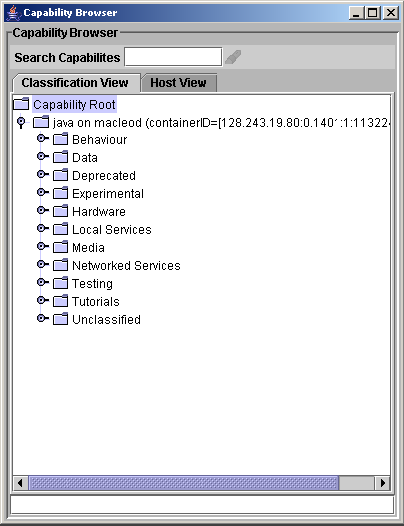 Capability Browser
Capability Browser
Search Capabilites
Classification View Host View
Capability Root
java on macleod (containerID=[128.243.19.80:0.140':1:113224
Behaviour
Data
Deprecated
Experimental
Hardware
Local Services
Media
Networked Services
Testing
Tutorials
Unclassified